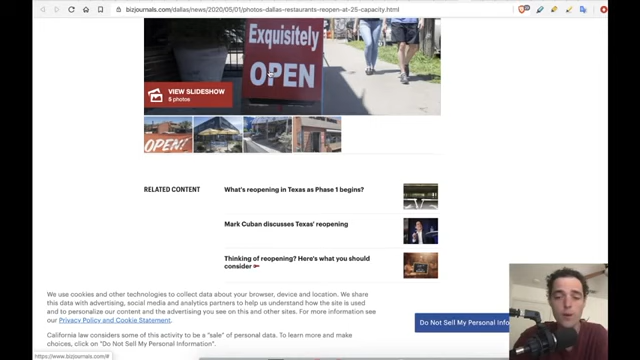 bizjournals.com/dallas/news/2020/05/01/photos-dallas-restaurants-reopen-at-25-capacity.html
Exquisitely
OPEN
VIEW SLIDESHOW
5 photos
OPEN!
RELATED CONTENT
What's reopening in Texas as Phase 1 begins?
Mark Cuban discusses Texas' reopening
Thinking of reopening? Here's what you should
consider
We use cookies and other technologies to collect data about your browser, device and location. We share
this data with advertising, social media and analytics partners to help us understand how the site is used
and to personalize our content and the advertising you see on this and other sites. For more information see
our Privacy Policy and Cookie Statement.
California law considers some of this activity to be a "sale" of personal data. To learn more and make
choices, click on "Do Not Sell My Personal Information".
Do Not Sell My Personal Info
https://www.bizjournals.com/#